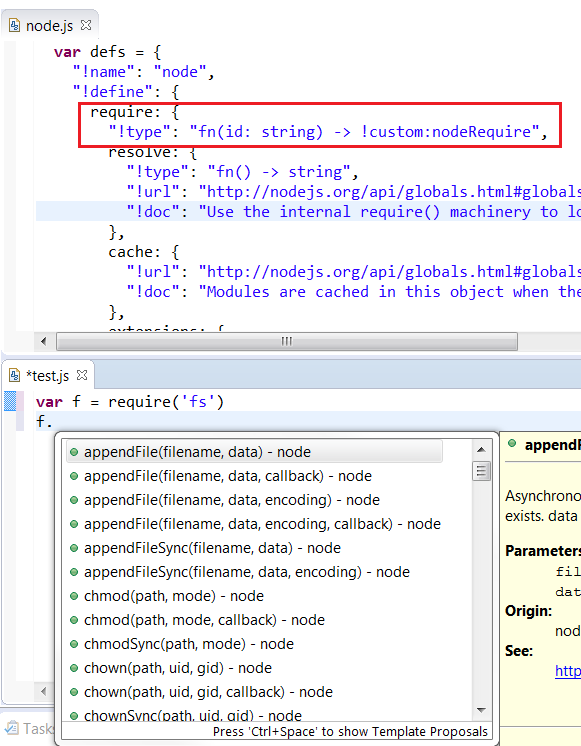 node.js
var defs = {
"!name": "node",
"!define": {
require: {
"!type": "fn(id: string) -> !custom:nodeRequire",
resolve: {
"!type": "fn() -> string",
"!url": "http://nodejs.org/api/globals.html#globals
"!doc": "Use the internal require() machinery to lo
},
cache: {
"!url": "http://nodejs.org/api/globals.html#globals
"!doc": "Modules are cached in this object when the
},
extensions: {
*test.js
var f = require('fs')
f.
appendFile(filename, data) - node
appendFile(filename, data, callback) - node
appendFile(filename, data, encoding) - node
appendFile(filename, data, encoding, callback) - node
appendFileSync(filename, data) - node
appendFileSync(filename, data, encoding) - node
chmod(path, mode) - node
chmod(path, mode, callback) - node
chmodSync(path, mode) - node
chown(path, uid, gid) - node
chown(path, uid, gid, callback) - node
chownSync(path, uid, gid) - node
Press 'Ctrl+Space' to show Template Proposals
appendF
Asynchrono
exists. data
Parameters
fil
dat
Origin:
nod
See:
http
Tasks